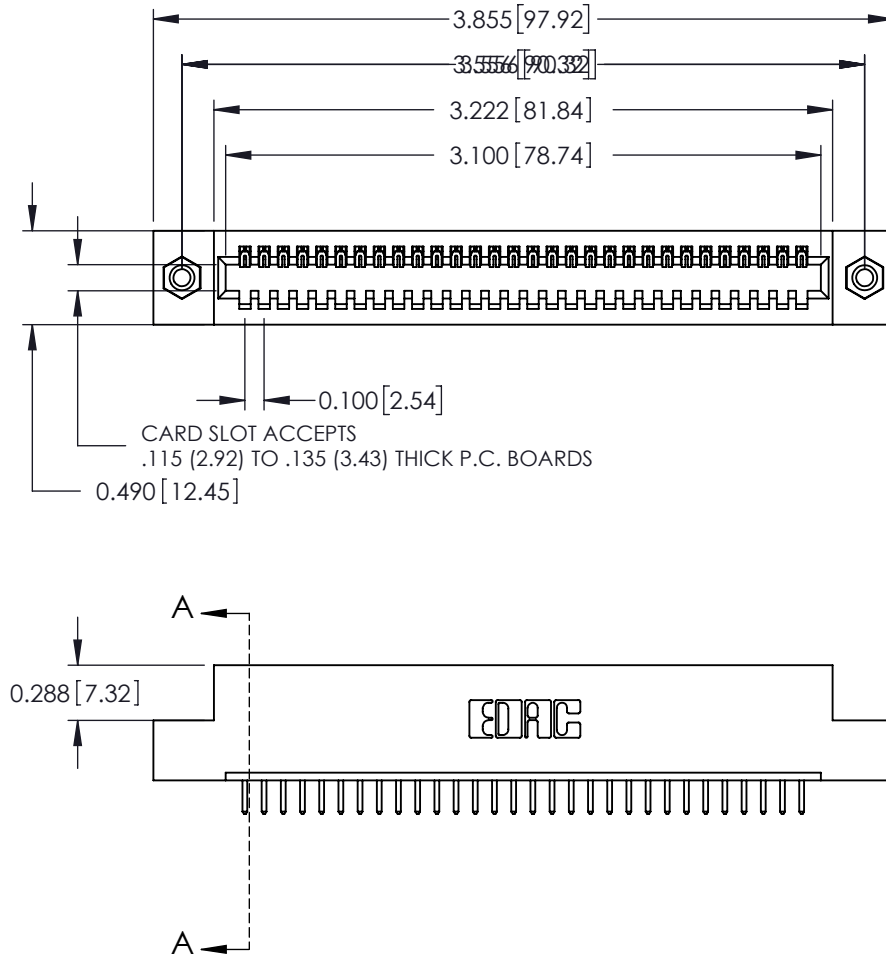 3.855[97.92]
3.222[81.84]
3.100[78.74]
0.100[2.54]
CARD SLOT ACCEPTS
.115 (2.92) TO .135 (3.43) THICK P.C. BOARDS
0.490[12.45]
A
0.288[7.32]
EDAC
A